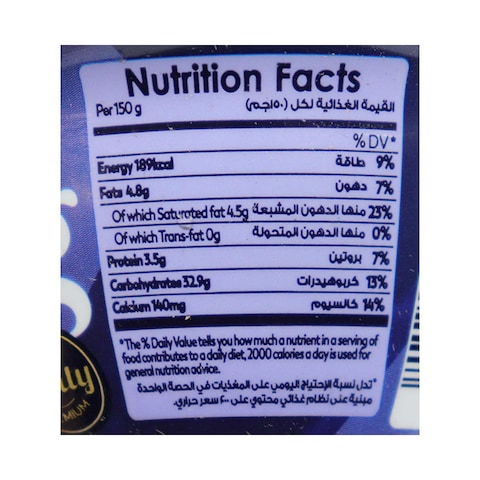 Nutrition Facts
Per 150 g القيمة الغذائية لكل (١٥٠جم)
% DV*
Energy 189kcal طاقة 9%
Fats 4.8g دهون 7%
Of which Saturated fat 4.5g منها الدهون المشبعة 23%
Of which Trans-fat 0g منها الدهون المتحولة 0%
Protein 3.5g بروتين 7%
Carbohydrates 32.9g كربوهيدرات 13%
Calcium 140mg كالسيوم 14%
*The % Daily Value tells you how much a nutrient in a serving of
food contributes to a daily diet, 2000 calories a day is used for
general nutrition advice.
*تدل نسبة الإحتياج اليومي على المغذيات في الحصة الواحدة
مبنية على نظام غذائي محتوي على ٢٠٠٠ سعر حراري.